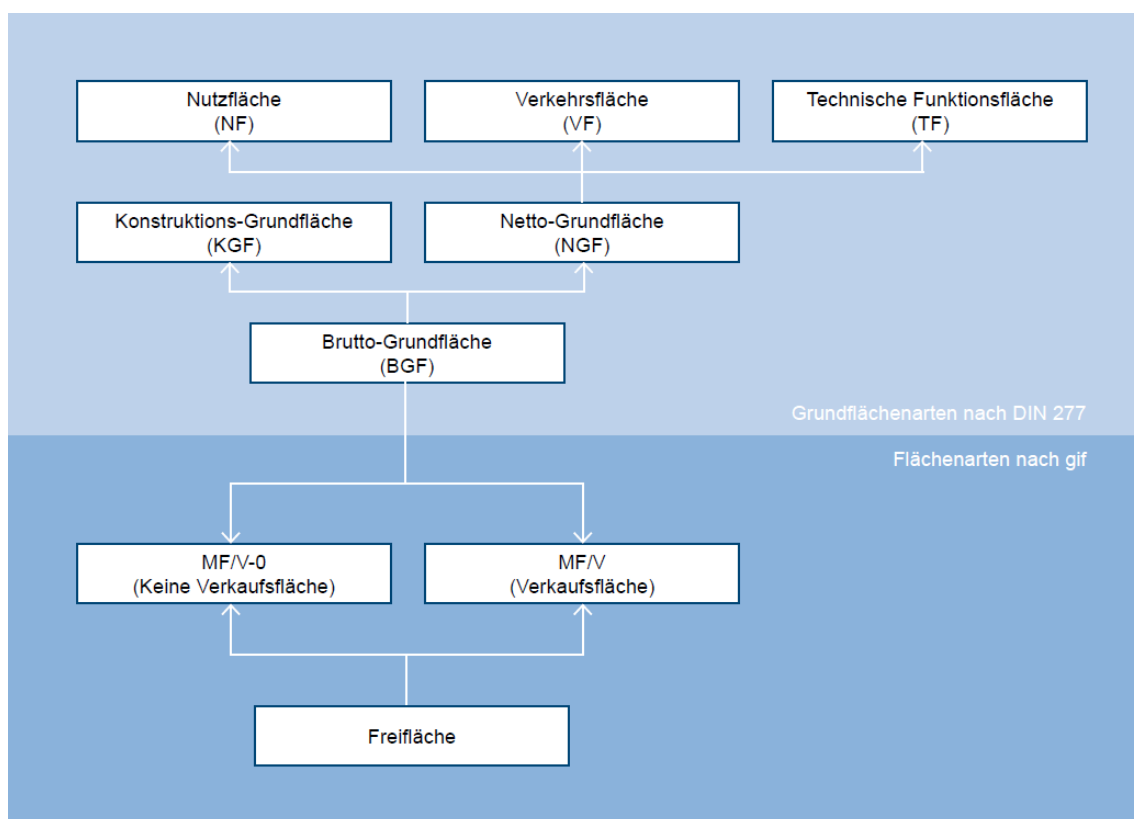 Nutzfläche
(NF)
Verkehrsfläche
(VF)
Technische Funktionsfläche
(TF)
Konstruktions-Grundfläche
(KGF)
Netto-Grundfläche
(NGF)
Brutto-Grundfläche
(BGF)
Grundflächenarten nach DIN 277
Flächenarten nach gif
MF/V-0
(Keine Verkaufsfläche)
MF/V
(Verkaufsfläche)
Freifläche